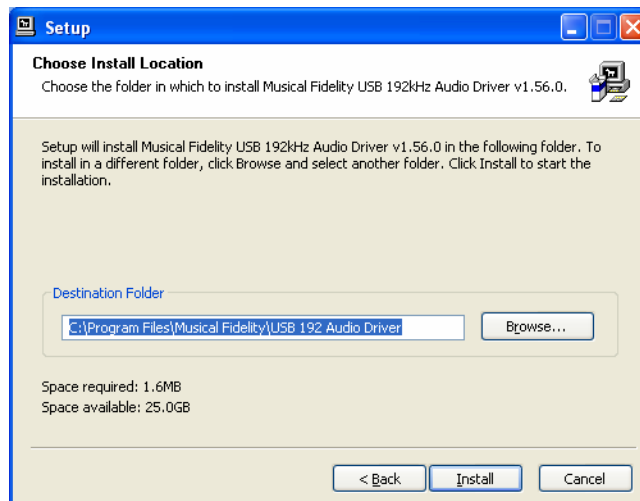 Setup
Choose Install Location
Choose the folder in which to install Musical Fidelity USB 192kHz Audio Driver v1.56.0.
Setup will install Musical Fidelity USB 192kHz Audio Driver v1.56.0 in the following folder. To
install in a different folder, click Browse and select another folder. Click Install to start the
installation.
Destination Folder
C:\Program Files\Musical Fidelity\USB 192 Audio Driver
Browse...
Space required: 1.6MB
Space available: 25.0GB
< Back
Install
Cancel